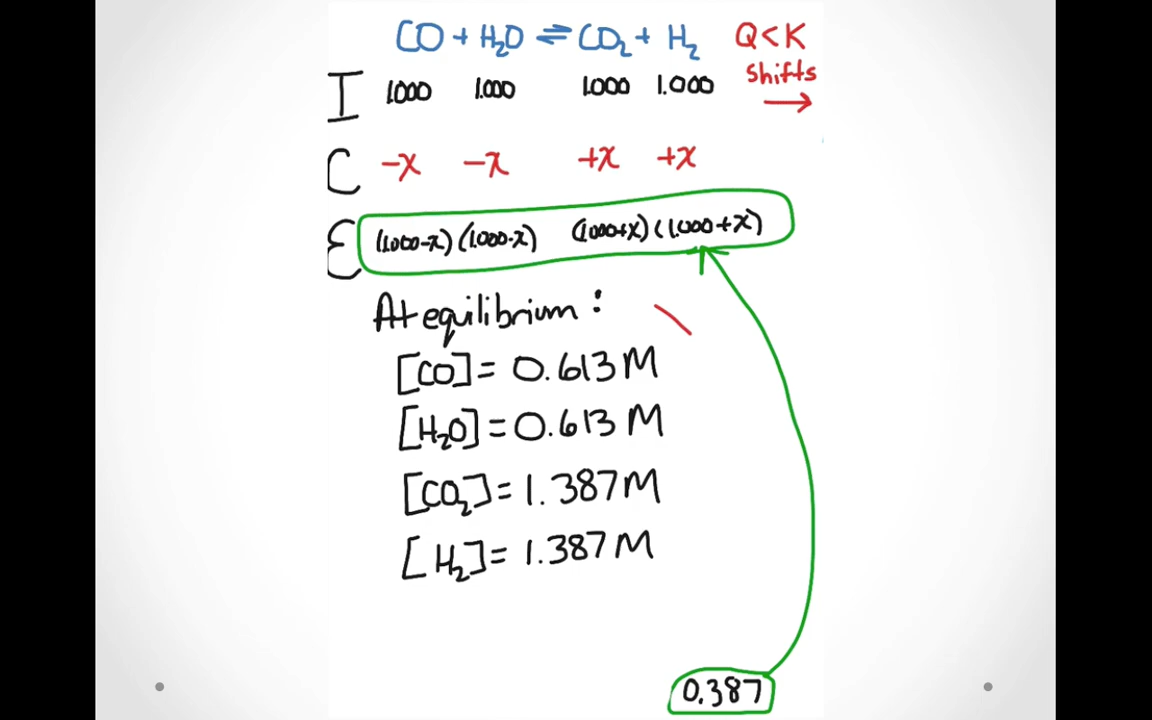 CO + H₂O ⇌ CO₂ + H₂ Q<K
shifts
→
I 1.000 1.000 1.000 1.000
C -x -x +x +x
E (1.000-x) (1.000-x) (1.000+x) (1.000+x)
At equilibrium:
[CO] = 0.613 M
[H₂O] = 0.613 M
[CO₂] = 1.387 M
[H₂] = 1.387 M
0.387